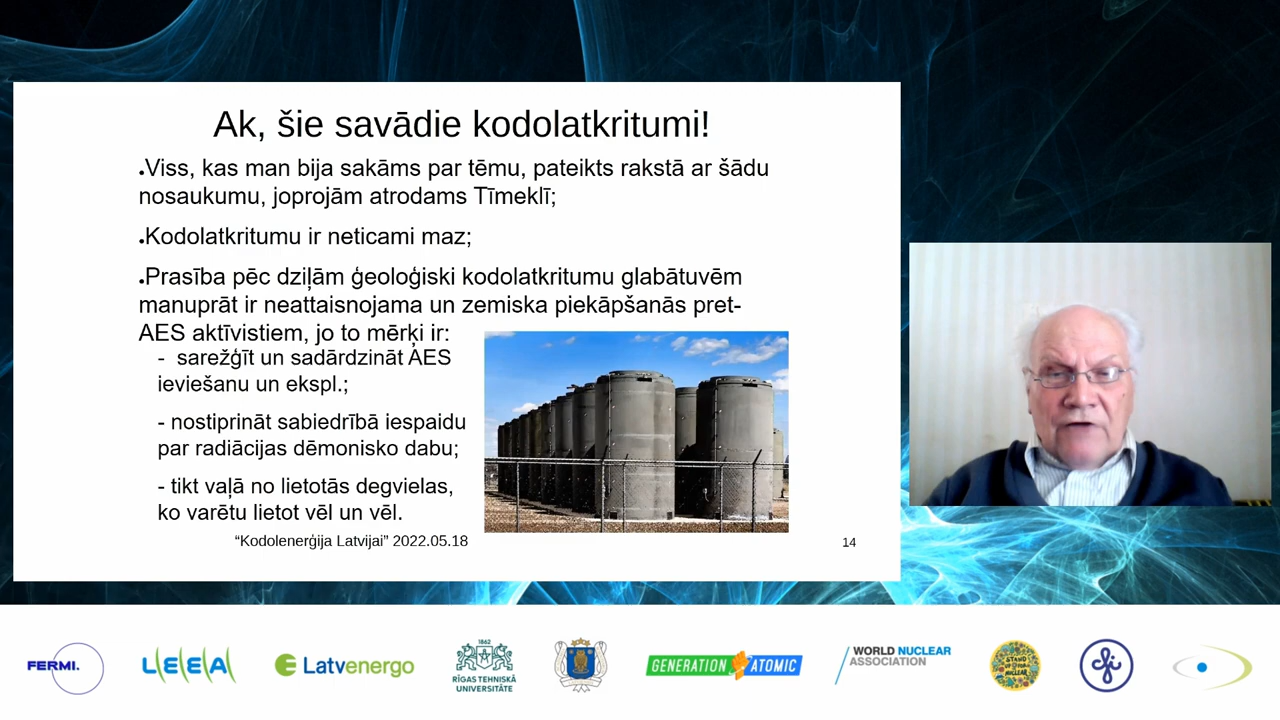 Ak, šie savādie kodolatkritumi!
●Viss, kas man bija sakāms par tēmu, pateikts rakstā ar šādu
nosaukumu, joprojām atrodams Tīmeklī;
●Kodolatkritumu ir neticami maz;
●Prasība pēc dziļām ģeoloģiski kodolatkritumu glabātuvēm
manuprāt ir neattaisnojama un zemiska piekāpšanās pret-
AES aktīvistiem, jo to mērķi ir:
- sarežģīt un sadārdzināt AES
ieviešanu un ekspl.;
- nostiprināt sabiedrībā iespaidu
par radiācijas dēmonisko dabu;
- tikt vaļā no lietotās degvielas,
ko varētu lietot vēl un vēl.
“Kodolenerģija Latvijai” 2022.05.18
14
FERMI.
LEEA
Latvenergo
1862
RĪGAS TEHNISKĀ
UNIVERSITĀTE
GENERATION ATOMIC
WORLD NUCLEAR
ASSOCIATION
STAND
UP FOR
NUCLEAR